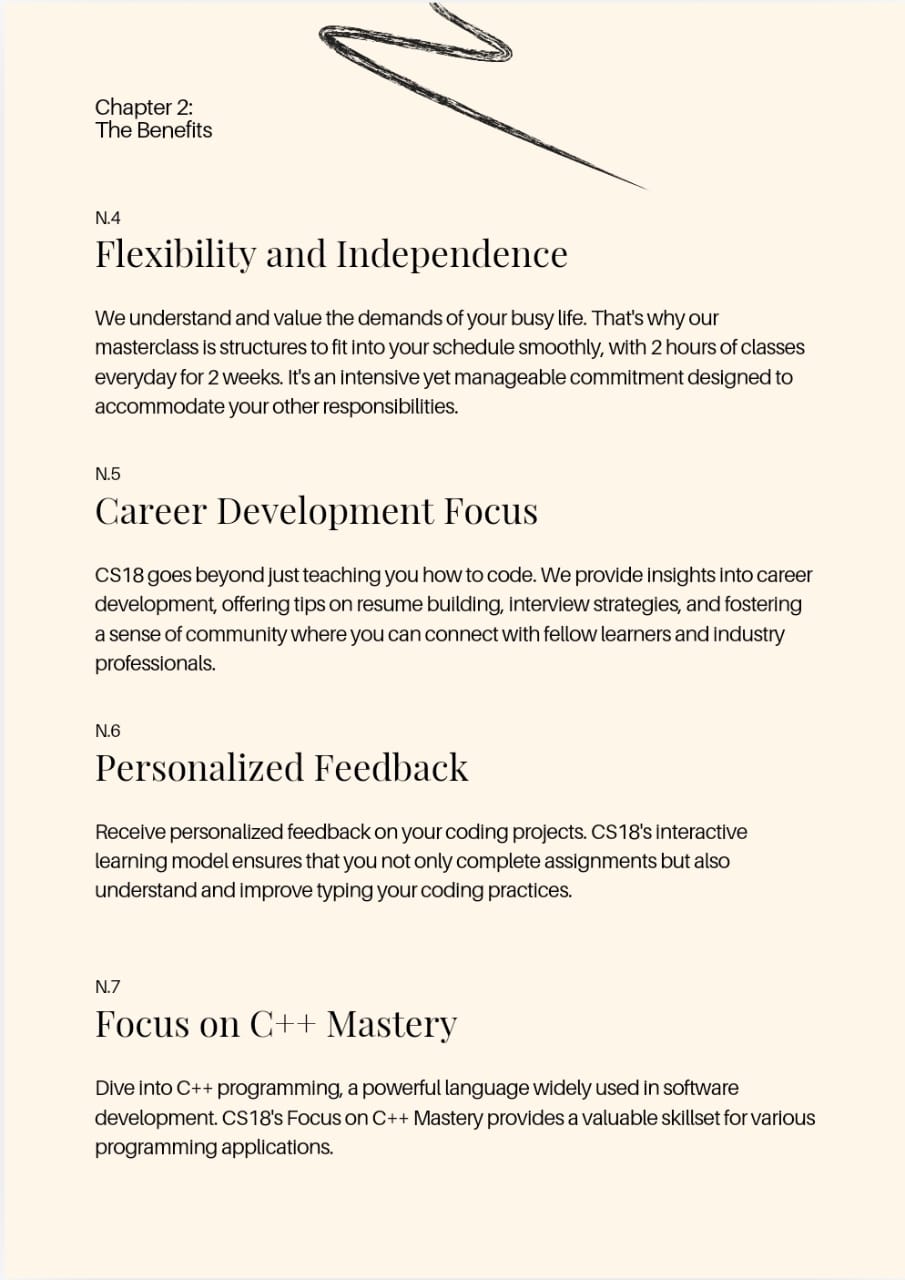 Chapter 2:
The Benefits
N.4
Flexibility and Independence
We understand and value the demands of your busy life. That's why our
masterclass is structures to fit into your schedule smoothly, with 2 hours of classes
everyday for 2 weeks. It's an intensive yet manageable commitment designed to
accommodate your other responsibilities.
N.5
Career Development Focus
CS18 goes beyond just teaching you how to code. We provide insights into career
development, offering tips on resume building, interview strategies, and fostering
a sense of community where you can connect with fellow learners and industry
professionals.
N.6
Personalized Feedback
Receive personalized feedback on your coding projects. CS18's interactive
learning model ensures that you not only complete assignments but also
understand and improve typing your coding practices.
N.7
Focus on C++ Mastery
Dive into C++ programming, a powerful language widely used in software
development. CS18's Focus on C++ Mastery provides a valuable skillset for various
programming applications.